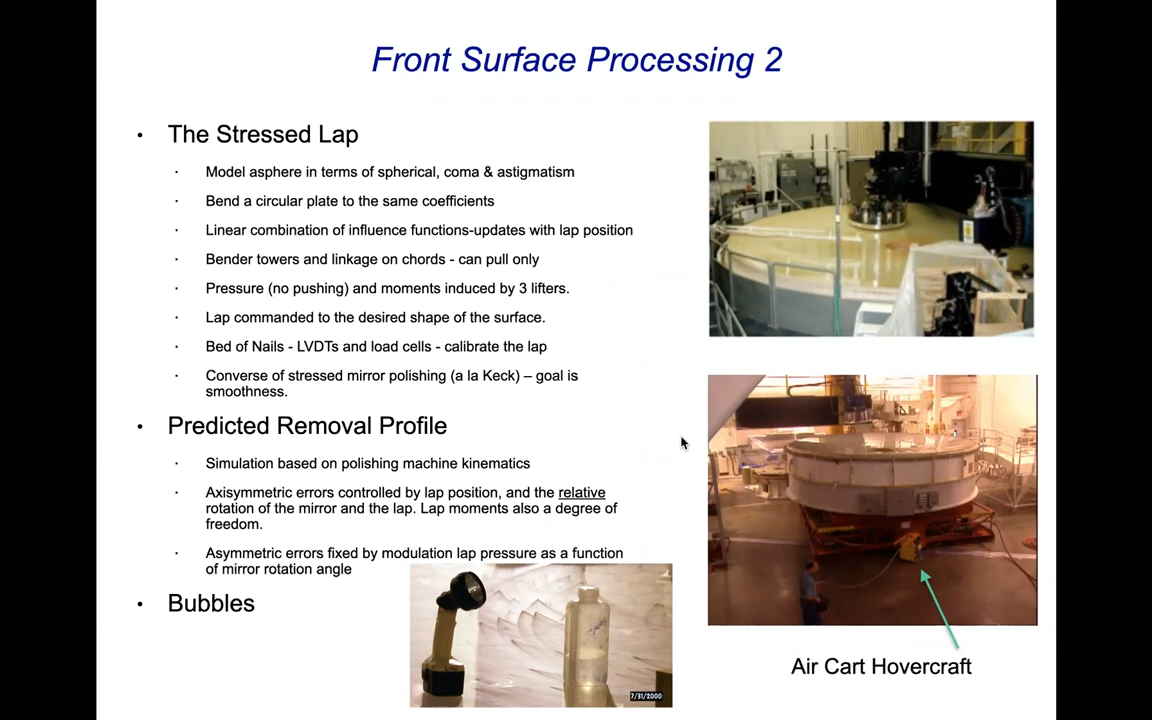 Front Surface Processing 2
• The Stressed Lap
· Model asphere in terms of spherical, coma & astigmatism
· Bend a circular plate to the same coefficients
· Linear combination of influence functions-updates with lap position
· Bender towers and linkage on chords - can pull only
· Pressure (no pushing) and moments induced by 3 lifters.
· Lap commanded to the desired shape of the surface.
· Bed of Nails - LVDTs and load cells - calibrate the lap
· Converse of stressed mirror polishing (a la Keck) – goal is
smoothness.
• Predicted Removal Profile
· Simulation based on polishing machine kinematics
· Axisymmetric errors controlled by lap position, and the relative
rotation of the mirror and the lap. Lap moments also a degree of
freedom.
· Asymmetric errors fixed by modulation lap pressure as a function
of mirror rotation angle
• Bubbles
7/31/2000
Air Cart Hovercraft